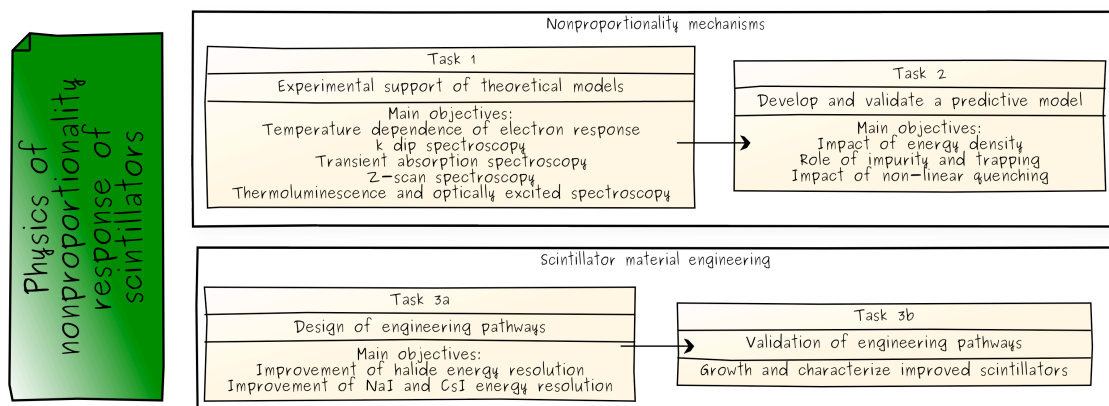 Physics of
nonproportionality
response of
scintillators
Nonproportionality mechanisms
Task 1
Experimental support of theoretical models
Main objectives:
Temperature dependence of electron response
k dip spectroscopy
Transient absorption spectroscopy
Z-scan spectroscopy
Thermoluminescence and optically excited spectroscopy
Task 2
Develop and validate a predictive model
Main objectives:
Impact of energy density
Role of impurity and trapping
Impact of non-linear quenching
Scintillator material engineering
Task 3a
Design of engineering pathways
Main objectives:
Improvement of halide energy resolution
Improvement of NaI and CsI energy resolution
Task 3b
Validation of engineering pathways
Growth and characterize improved scintillators